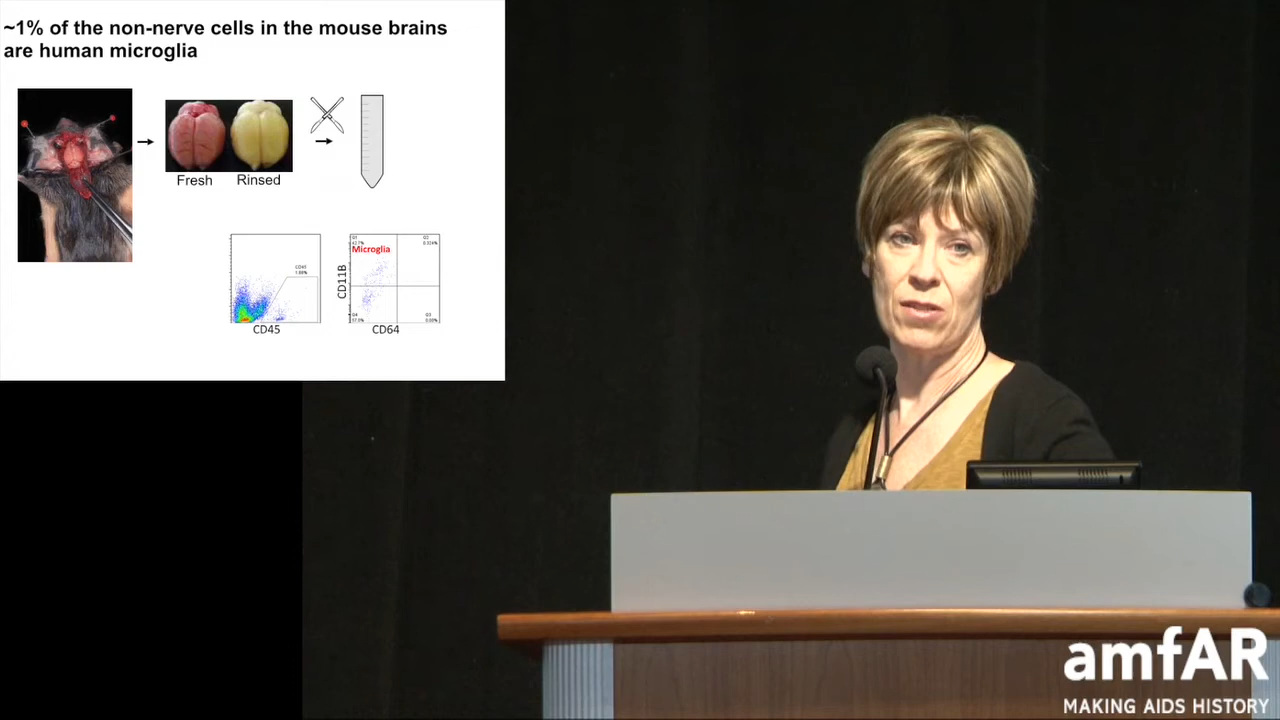 ~1% of the non-nerve cells in the mouse brains
are human microglia
Fresh
Rinsed
CD45
Microglia
CD11B
CD45
CD64
amfAR
MAKING AIDS HISTORY